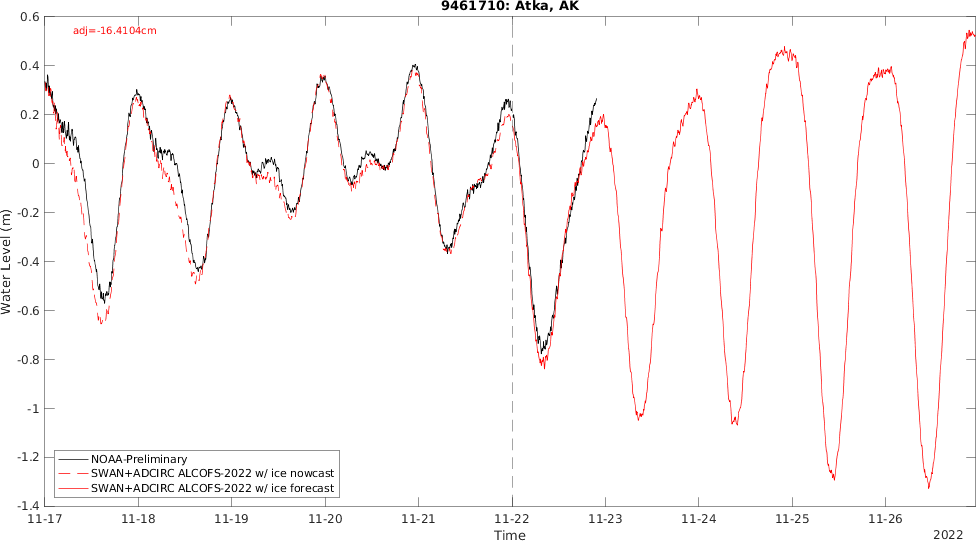 9461710: Atka, AK
adj=-16.4104cm
0.6
0.4
0.2
0
-0.2
-0.4
-0.6
-0.8
-1
-1.2
-1.4
Water Level (m)
NOAA-Preliminary
SWAN+ADCIRC ALCOFS-2022 w/ ice nowcast
SWAN+ADCIRC ALCOFS-2022 w/ ice forecast
11-17 11-18 11-19 11-20 11-21 11-22 11-23 11-24 11-25 11-26
Time
2022